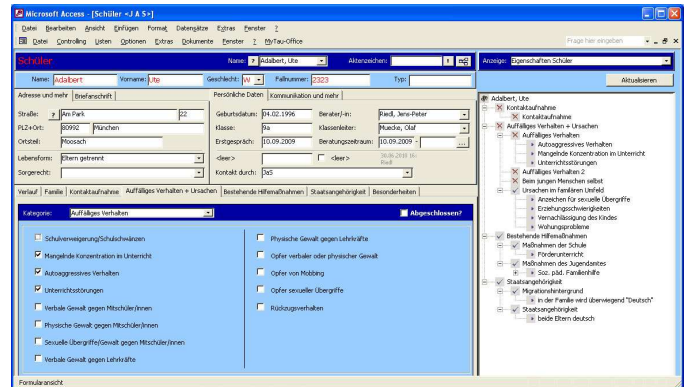 Microsoft Access - [Schüler <J A S>]
Datei Bearbeiten Ansicht Einfügen Format Datensätze Extras Fenster ?
Datei Controlling Listen Optionen Extras Dokumente Fenster ? MyTau-Office Frage hier eingeben
Schüler Name: ? Adalbert, Ute Aktenzeichen: ! Anzeige: Eigenschaften Schüler
Name: Adalbert Vorname: Ute Geschlecht: W Fallnummer: 2323 Typ: Aktualisieren
Adresse und mehr Briefanschrift Persönliche Daten Kommunikation und mehr
Straße: ? Am Park 22 Geburtsdatum: 04.02.1996 Berater/-in: Riedl, Jens-Peter
PLZ+Ort: 80992 München Klasse: 9a Klassenleiter: Muecke, Olaf
Ortsteil: Moosach Erstgespräch: 10.09.2009 Beratungszeitraum: 10.09.2009 - ...
Lebensform: Eltern getrennt <leer> <leer>
Sorgerecht: Kontakt durch: JaS
Verlauf Familie Kontaktaufnahme Auffälliges Verhalten + Ursachen Bestehende Hilfemaßnahmen Staatsangehörigkeit Besonderheiten
Kategorie: Auffälliges Verhalten Abgeschlossen?
Schulverweigerung/Schulschwänzen
Mangelnde Konzentration im Unterricht
Autoaggressives Verhalten
Unterrichtsstörungen
Verbale Gewalt gegen Mitschüler/innen
Physische Gewalt gegen Mitschüler/innen
Sexuelle Übergriffe/Gewalt gegen Mitschüler/innen
Verbale Gewalt gegen Lehrkräfte
Physische Gewalt gegen Lehrkräfte
Opfer verbaler oder physischer Gewalt
Opfer von Mobbing
Opfer sexueller Übergriffe
Rückzugsverhalten
Adalbert, Ute
Kontaktaufnahme
Kontaktaufnahme
Auffälliges Verhalten + Ursachen
Auffälliges Verhalten
Autoaggressives Verhalten
Mangelnde Konzentration im Unterricht
Unterrichtsstörungen
Auffälliges Verhalten 2
Beim jungen Menschen selbst
Ursachen im familären Umfeld
Anzeichen für sexuelle Übergriffe
Erziehungsschwierigkeiten
Vernachlässigung des Kindes
Wohungsprobleme
Bestehende Hilfemaßnahmen
Maßnahmen der Schule
Förderunterricht
Maßnahmen des Jugendamtes
Soz. päd. Familienhilfe
Staatsangehörigkeit
Migrationshintergrund
in der Familie wird überwiegend "Deutsch"
Staatsangehörigkeit
beide Eltern deutsch
Formularansicht